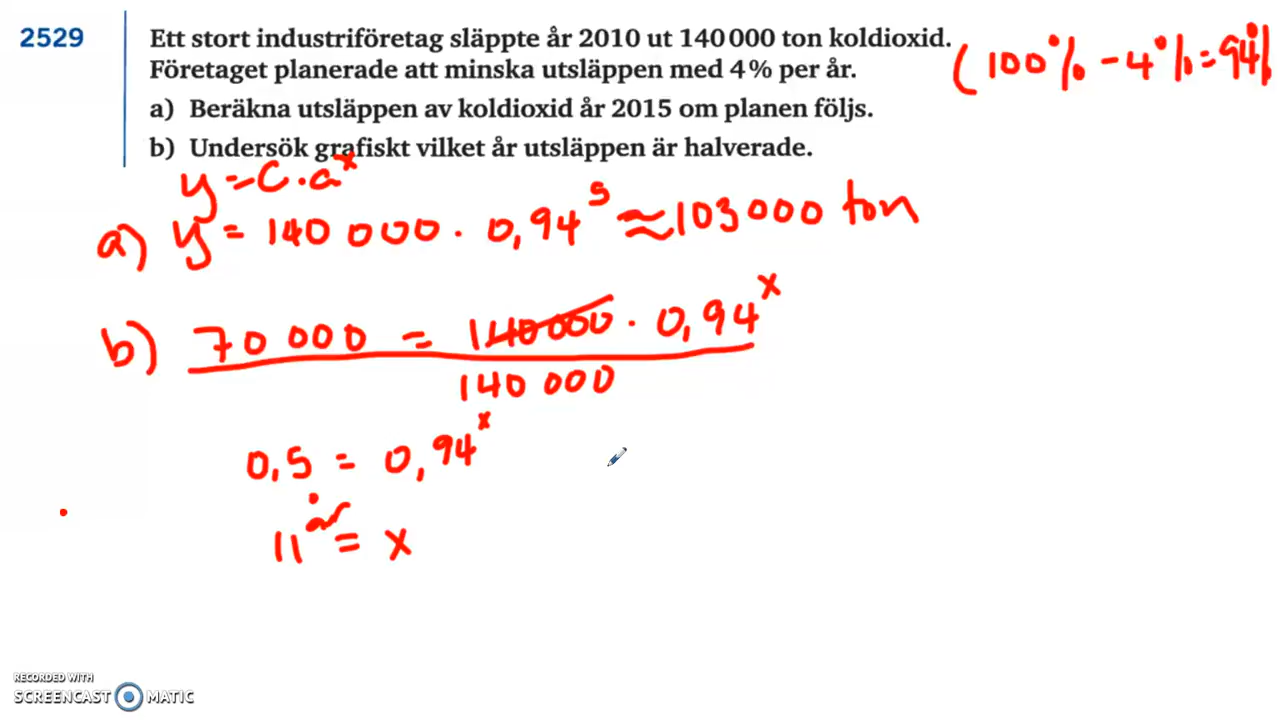 2529
Ett stort industriföretag släppte år 2010 ut 140 000 ton koldioxid.
Företaget planerade att minska utsläppen med 4 % per år.
(100% - 4% = 94%
a) Beräkna utsläppen av koldioxid år 2015 om planen följs.
b) Undersök grafiskt vilket år utsläppen är halverade.
y = C · a^x
a) y = 140 000 · 0,94^5 ≈ 103 000 ton
b) 70 000 = 140 000 · 0,94^x
140 000
0,5 = 0,94^x
11 år = x
RECORDED WITH
SCREENCAST MATIC